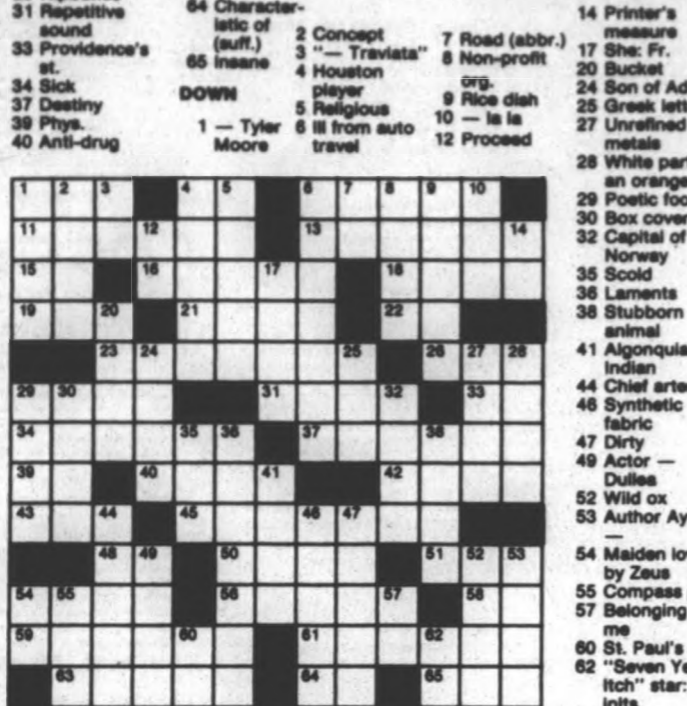 31 Repetitive
sound
33 Providence's
st.
34 Sick
37 Destiny
39 Phys.
40 Anti-drug
64 Character-
istic of
(suff.)
65 Insane
DOWN
1 — Tyler
Moore
2 Concept
3 "— Traviata"
4 Houston
player
5 Religious
6 Ill from auto
travel
7 Road (abbr.)
8 Non-profit
org.
9 Rice dish
10 — la la
12 Proceed
14 Printer's
measure
17 She: Fr.
20 Bucket
24 Son of Ad
25 Greek lett
27 Unrefined
metals
28 White par
an orange
29 Poetic foo
30 Box cover
32 Capital of
Norway
35 Scold
36 Laments
38 Stubborn
animal
41 Algonquia
Indian
44 Chief arte
46 Synthetic
fabric
47 Dirty
49 Actor —
Dullea
52 Wild ox
53 Author Ay
—
54 Maiden lov
by Zeus
55 Compass
57 Belonging
me
60 St. Paul's
62 "Seven Ye
Itch" star:
inits.
1 2 3 4 5 6 7 8 9 10
11 12 13 14
15 16 17 18
19 20 21 22
23 24 25 26 27 28
29 30 31 32 33
34 35 36 37 38
39 40 41 42
43 44 45 46 47
48 49 50 51 52 53
54 55 56 57 58
59 60 61 62
63 64 65